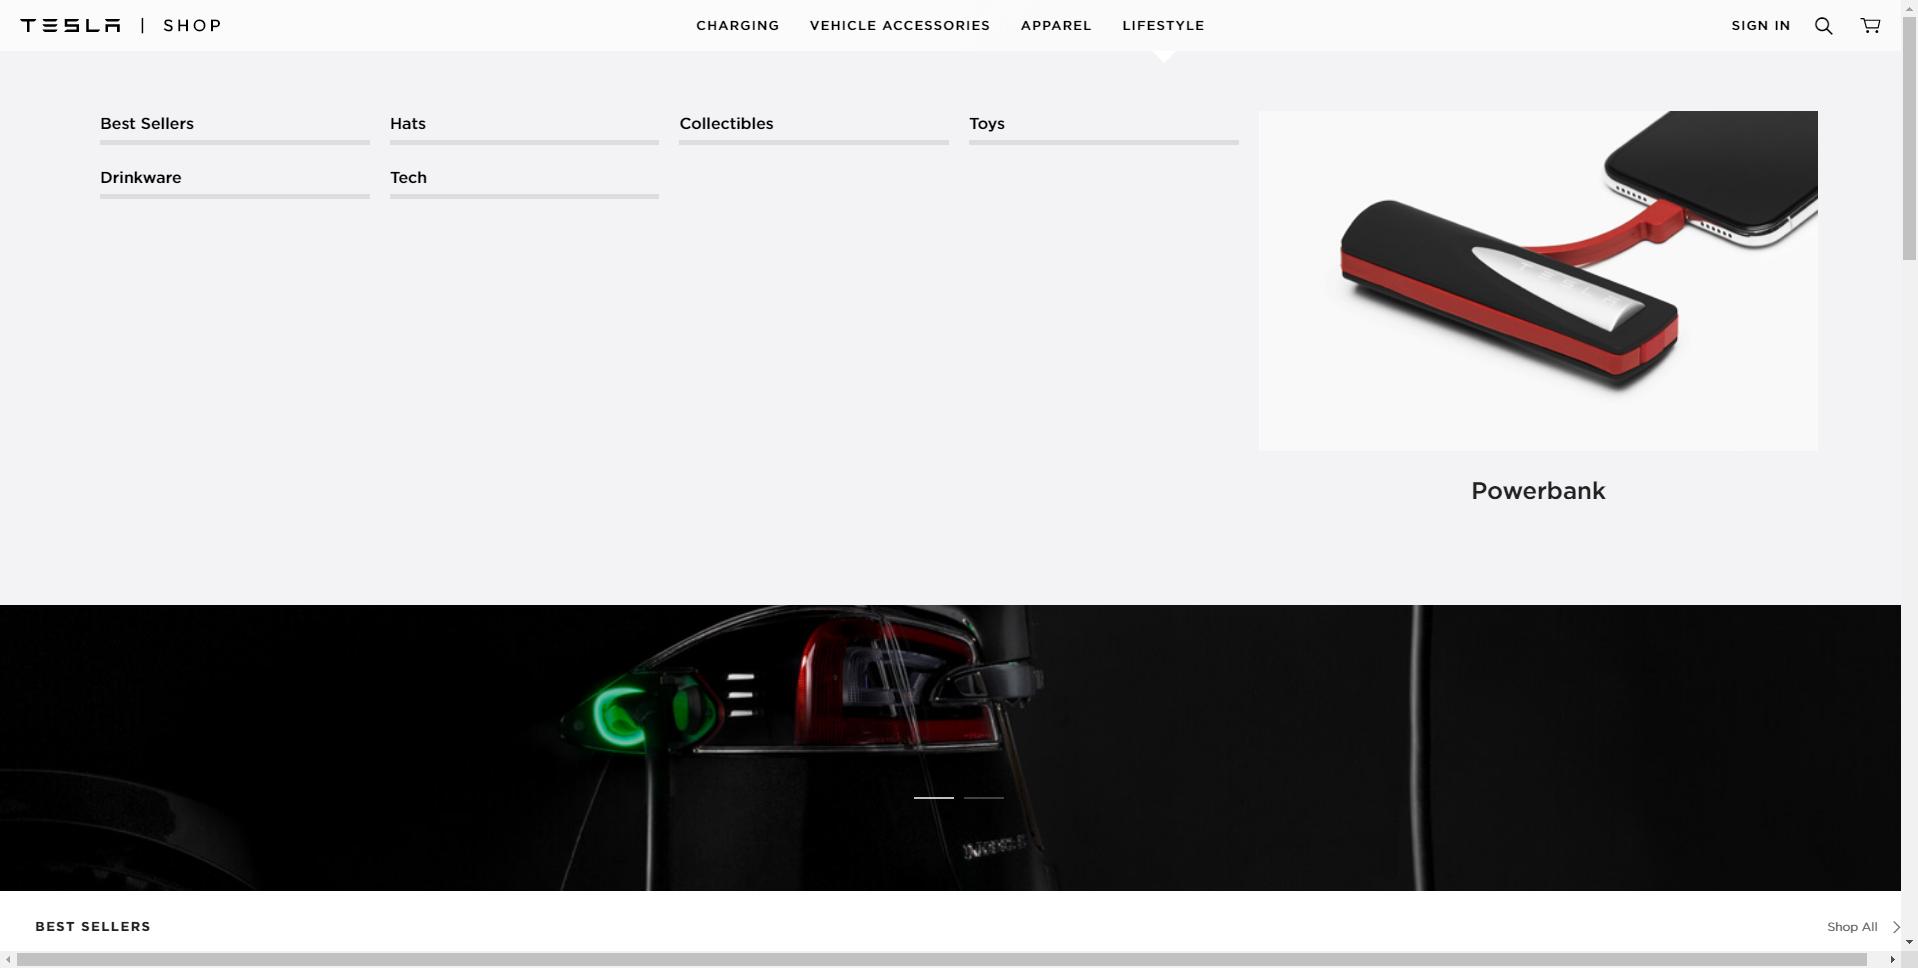 TESLA | SHOP
CHARGING
VEHICLE ACCESSORIES
APPAREL
LIFESTYLE
SIGN IN
Best Sellers
Hats
Collectibles
Toys
Drinkware
Tech
TESLA
Powerbank
BEST SELLERS
Shop All